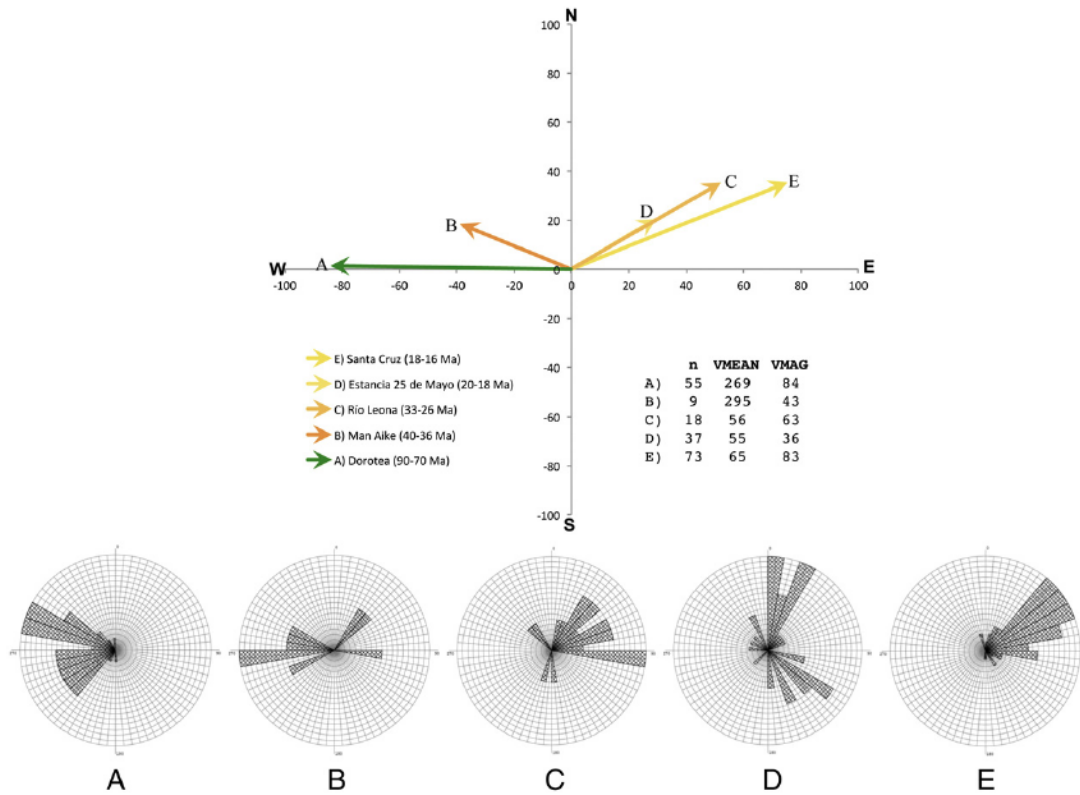 N
100
80
60
40
20
0
-20
-40
-60
-80
-100
S
W
E
-100 -80 -60 -40 -20 0 20 40 60 80 100
A
B
C
D
E
E) Santa Cruz (18-16 Ma)
D) Estancia 25 de Mayo (20-18 Ma)
C) Río Leona (33-26 Ma)
B) Man Aike (40-36 Ma)
A) Dorotea (90-70 Ma)
n VMEAN VMAG
A) 55 269 84
B) 9 295 43
C) 18 56 63
D) 37 55 36
E) 73 65 83
A B C D E